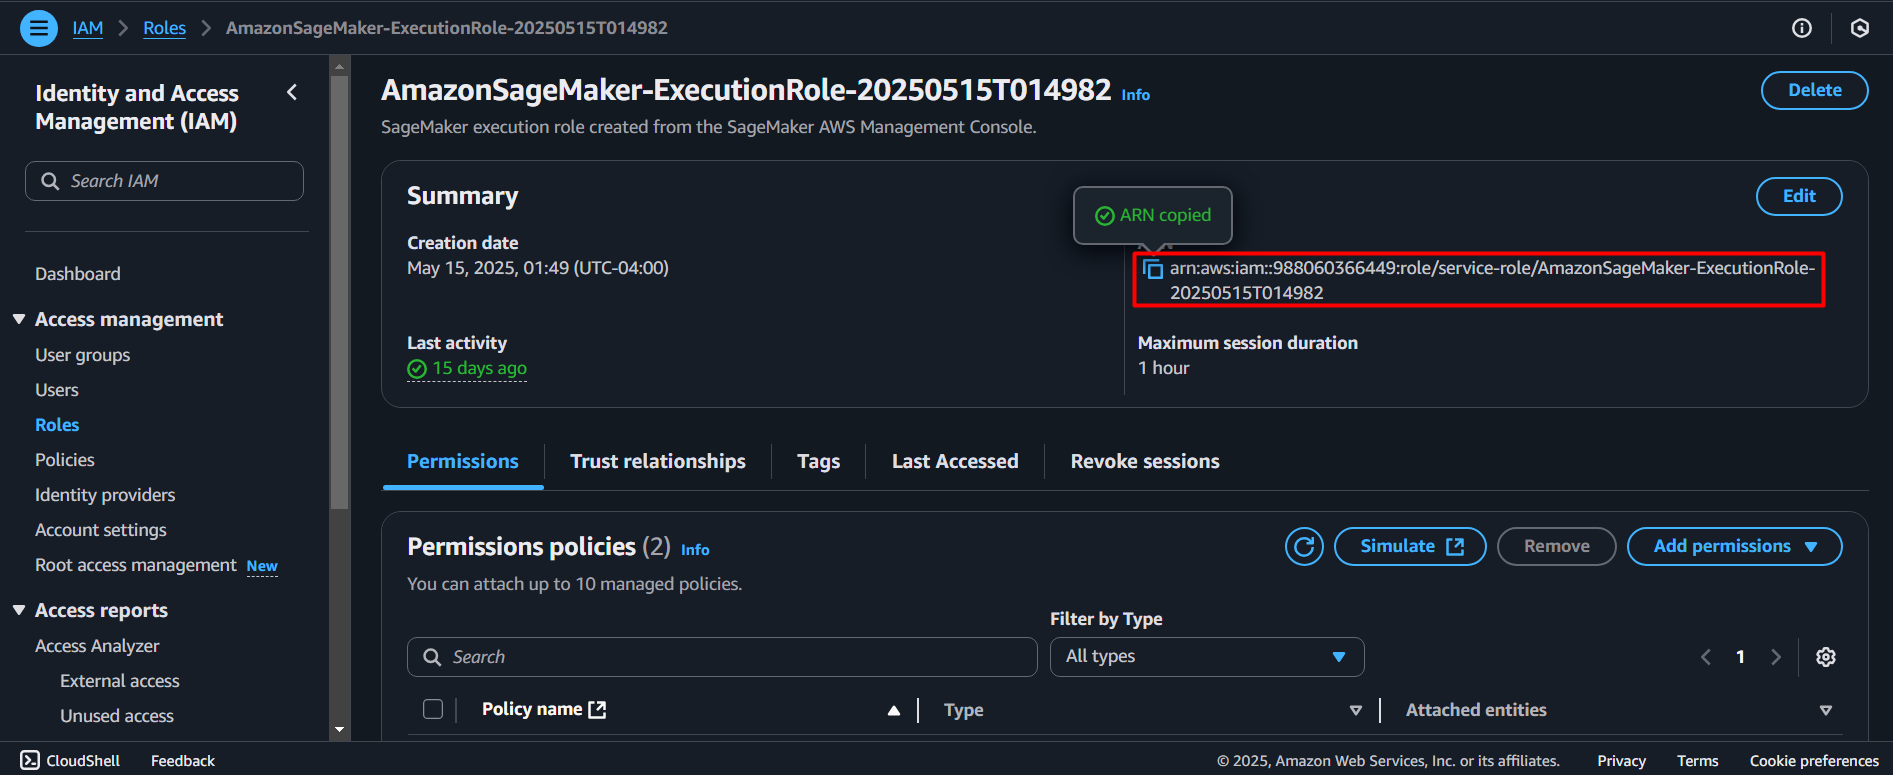 IAM > Roles > AmazonSageMaker-ExecutionRole-20250515T014982
Identity and Access
Management (IAM)
Search IAM
Dashboard
Access management
User groups
Users
Roles
Policies
Identity providers
Account settings
Root access management New
Access reports
Access Analyzer
External access
Unused access
AmazonSageMaker-ExecutionRole-20250515T014982 Info
Delete
SageMaker execution role created from the SageMaker AWS Management Console.
Summary
Edit
ARN copied
Creation date
May 15, 2025, 01:49 (UTC-04:00)
arn:aws:iam::988060366449:role/service-role/AmazonSageMaker-ExecutionRole-
20250515T014982
Last activity
15 days ago
Maximum session duration
1 hour
Permissions
Trust relationships
Tags
Last Accessed
Revoke sessions
Permissions policies (2) Info
Simulate
Remove
Add permissions
You can attach up to 10 managed policies.
Filter by Type
Search
All types
1
Policy name
Type
Attached entities
CloudShell
Feedback
© 2025, Amazon Web Services, Inc. or its affiliates.
Privacy
Terms
Cookie preferences